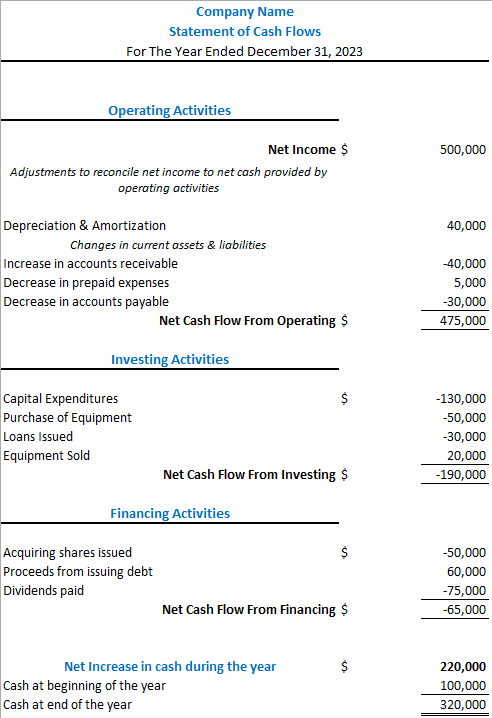 Company Name
Statement of Cash Flows
For The Year Ended December 31, 2023
Operating Activities
Net Income $ 500,000
Adjustments to reconcile net income to net cash provided by
operating activities
Depreciation & Amortization 40,000
Changes in current assets & liabilities
Increase in accounts receivable -40,000
Decrease in prepaid expenses 5,000
Decrease in accounts payable -30,000
Net Cash Flow From Operating $ 475,000
Investing Activities
Capital Expenditures $ -130,000
Purchase of Equipment -50,000
Loans Issued -30,000
Equipment Sold 20,000
Net Cash Flow From Investing $ -190,000
Financing Activities
Acquiring shares issued $ -50,000
Proceeds from issuing debt 60,000
Dividends paid -75,000
Net Cash Flow From Financing $ -65,000
Net Increase in cash during the year $ 220,000
Cash at beginning of the year 100,000
Cash at end of the year 320,000